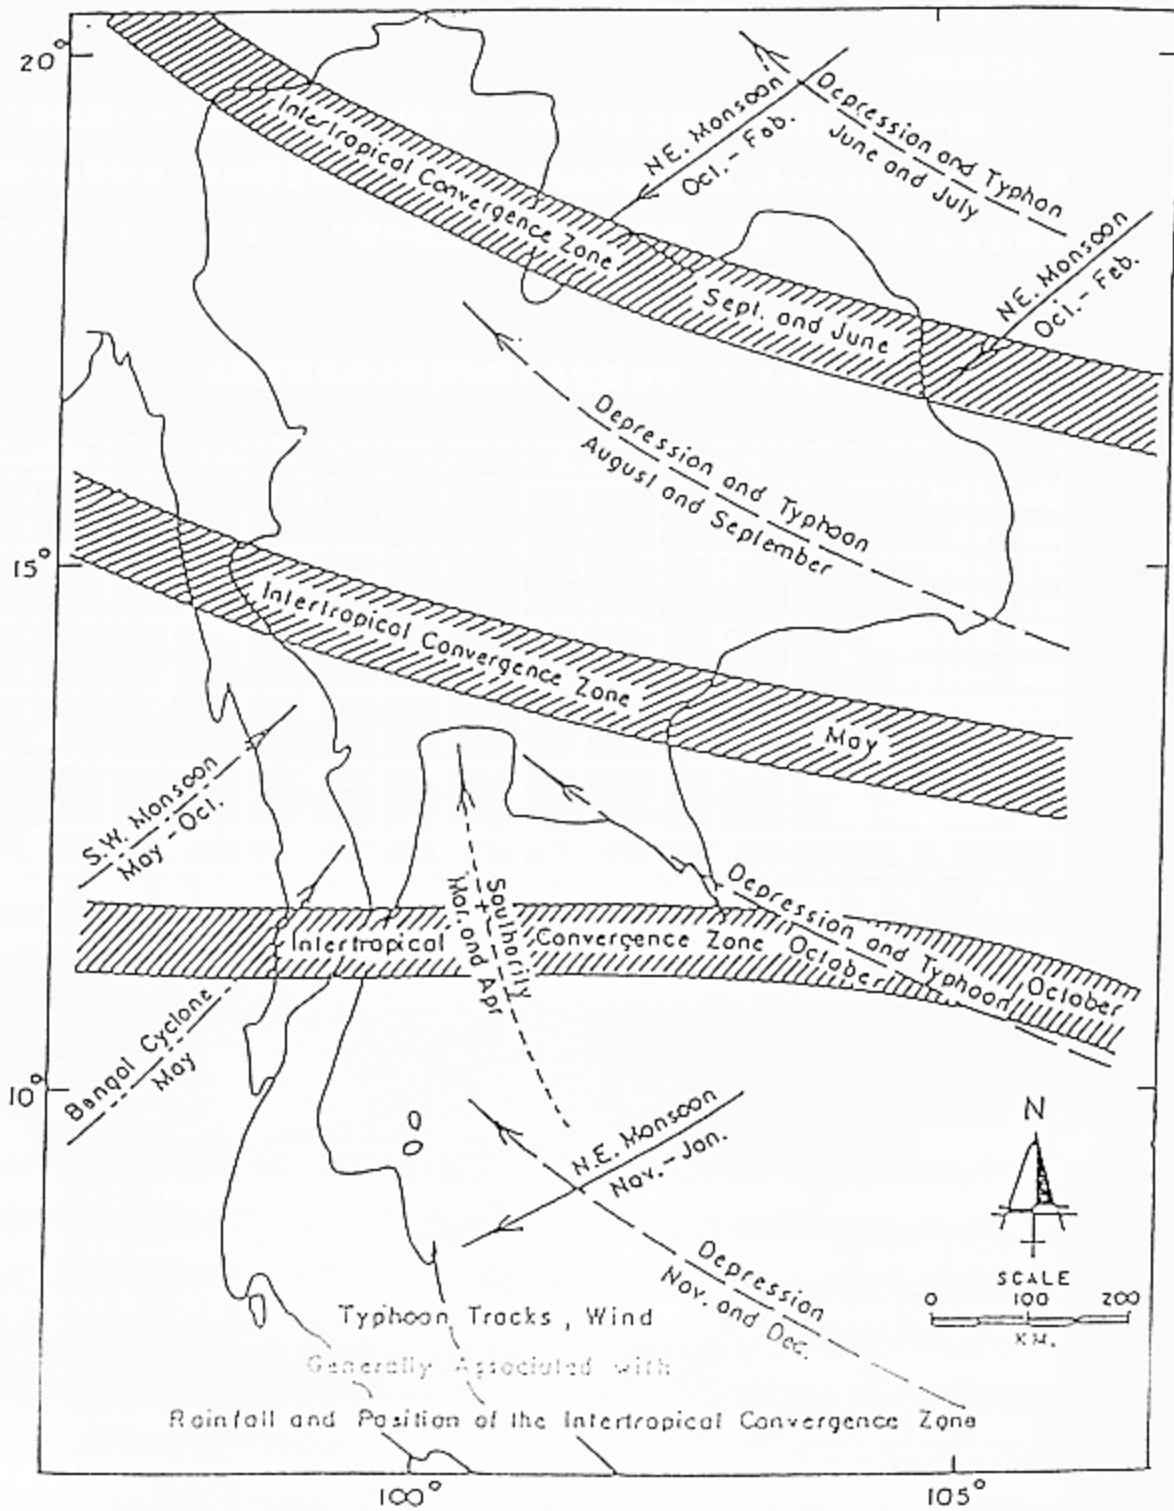 20°
Intertropical Convergence Zone
Sept. and June
N.E. Monsoon
Oct. - Feb.
Depression and Typhon
June and July
NE. Monsoon
Oct. - Feb.
Depression and Typhoon
August and September
15°
Intertropical Convergence Zone
May
S.W. Monsoon
May - Oct.
Southerity
Mar. and Apr
Depression and Typhoon
October
Intertropical Convergence Zone
October
Bangal Cyclone
May
10°
N.E. Monsoon
Nov. - Jan.
Depression
Nov. and Dec.
N
SCALE
0 100 200
KM.
Typhoon Tracks, Wind
Generally Associated with
Rainfall and Position of the Intertropical Convergence Zone
100° 105°